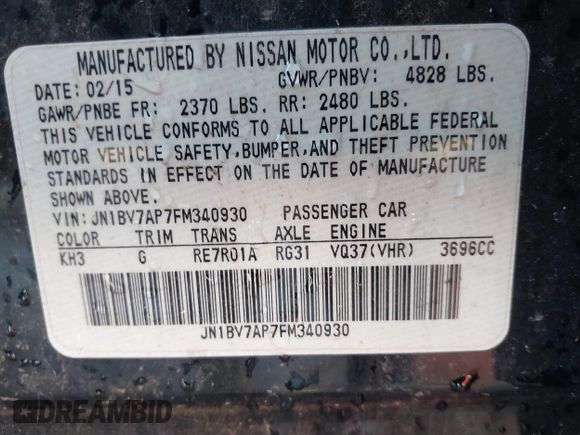 MANUFACTURED BY NISSAN MOTOR CO.,LTD.
DATE: 02/15 GVWR/PNBV: 4828 LBS.
GAWR/PNBE FR: 2370 LBS. RR: 2480 LBS.
THIS VEHICLE CONFORMS TO ALL APPLICABLE FEDERAL
MOTOR VEHICLE SAFETY,BUMPER,AND THEFT PREVENTION
STANDARDS IN EFFECT ON THE DATE OF MANUFACTURE
SHOWN ABOVE.
VIN: JN1BV7AP7FM340930 PASSENGER CAR
COLOR TRIM TRANS AXLE ENGINE
KH3 G RE7R01A RG31 VQ37(VHR) 3696CC
JN1BV7AP7FM340930
DREAMBID